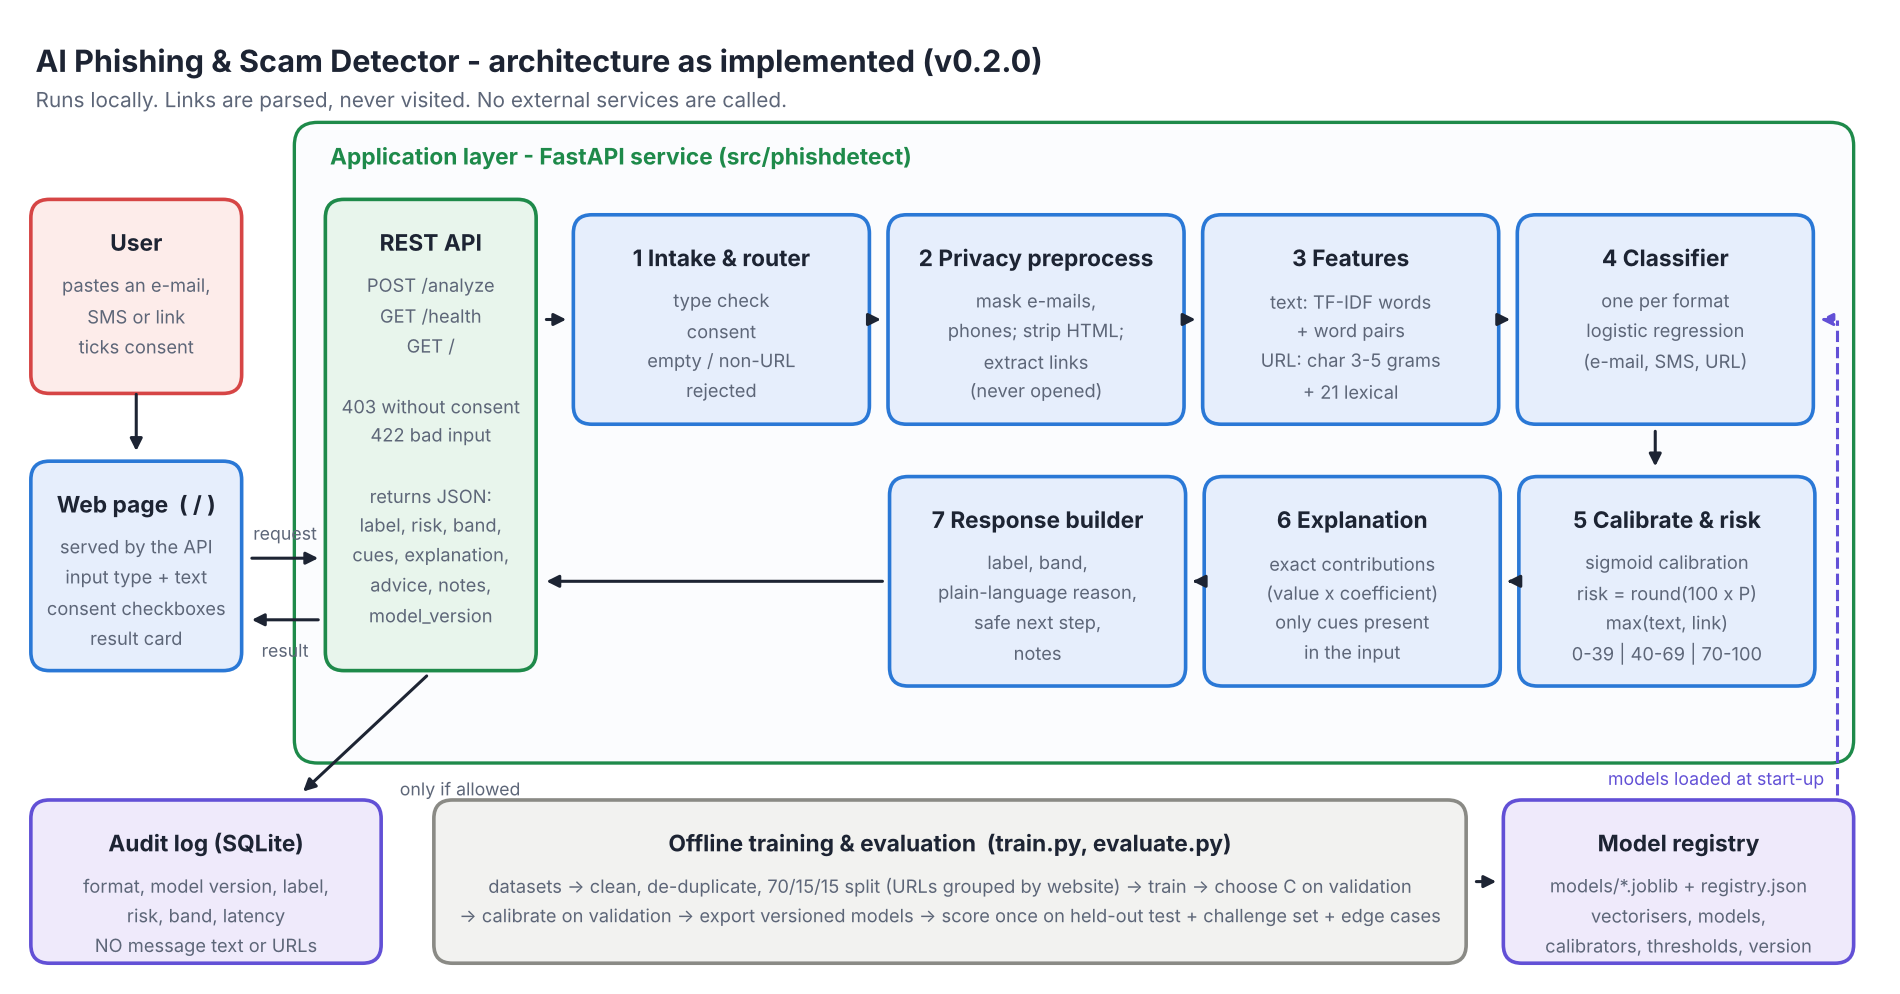 AI Phishing & Scam Detector - architecture as implemented (v0.2.0)
Runs locally. Links are parsed, never visited. No external services are called.
Application layer - FastAPI service (src/phishdetect)
User
pastes an e-mail,
SMS or link
ticks consent
Web page ( / )
served by the API
input type + text
consent checkboxes
result card
request
result
REST API
POST /analyze
GET /health
GET /
403 without consent
422 bad input
returns JSON:
label, risk, band,
cues, explanation,
advice, notes,
model_version
1 Intake & router
type check
consent
empty / non-URL
rejected
2 Privacy preprocess
mask e-mails,
phones; strip HTML;
extract links
(never opened)
3 Features
text: TF-IDF words
+ word pairs
URL: char 3-5 grams
+ 21 lexical
4 Classifier
one per format
logistic regression
(e-mail, SMS, URL)
5 Calibrate & risk
sigmoid calibration
risk = round(100 x P)
max(text, link)
0-39 | 40-69 | 70-100
6 Explanation
exact contributions
(value x coefficient)
only cues present
in the input
7 Response builder
label, band,
plain-language reason,
safe next step,
notes
only if allowed
models loaded at start-up
Audit log (SQLite)
format, model version, label,
risk, band, latency
NO message text or URLs
Offline training & evaluation (train.py, evaluate.py)
datasets → clean, de-duplicate, 70/15/15 split (URLs grouped by website) → train → choose C on validation
→ calibrate on validation → export versioned models → score once on held-out test + challenge set + edge cases
Model registry
models/*.joblib + registry.json
vectorisers, models,
calibrators, thresholds, version